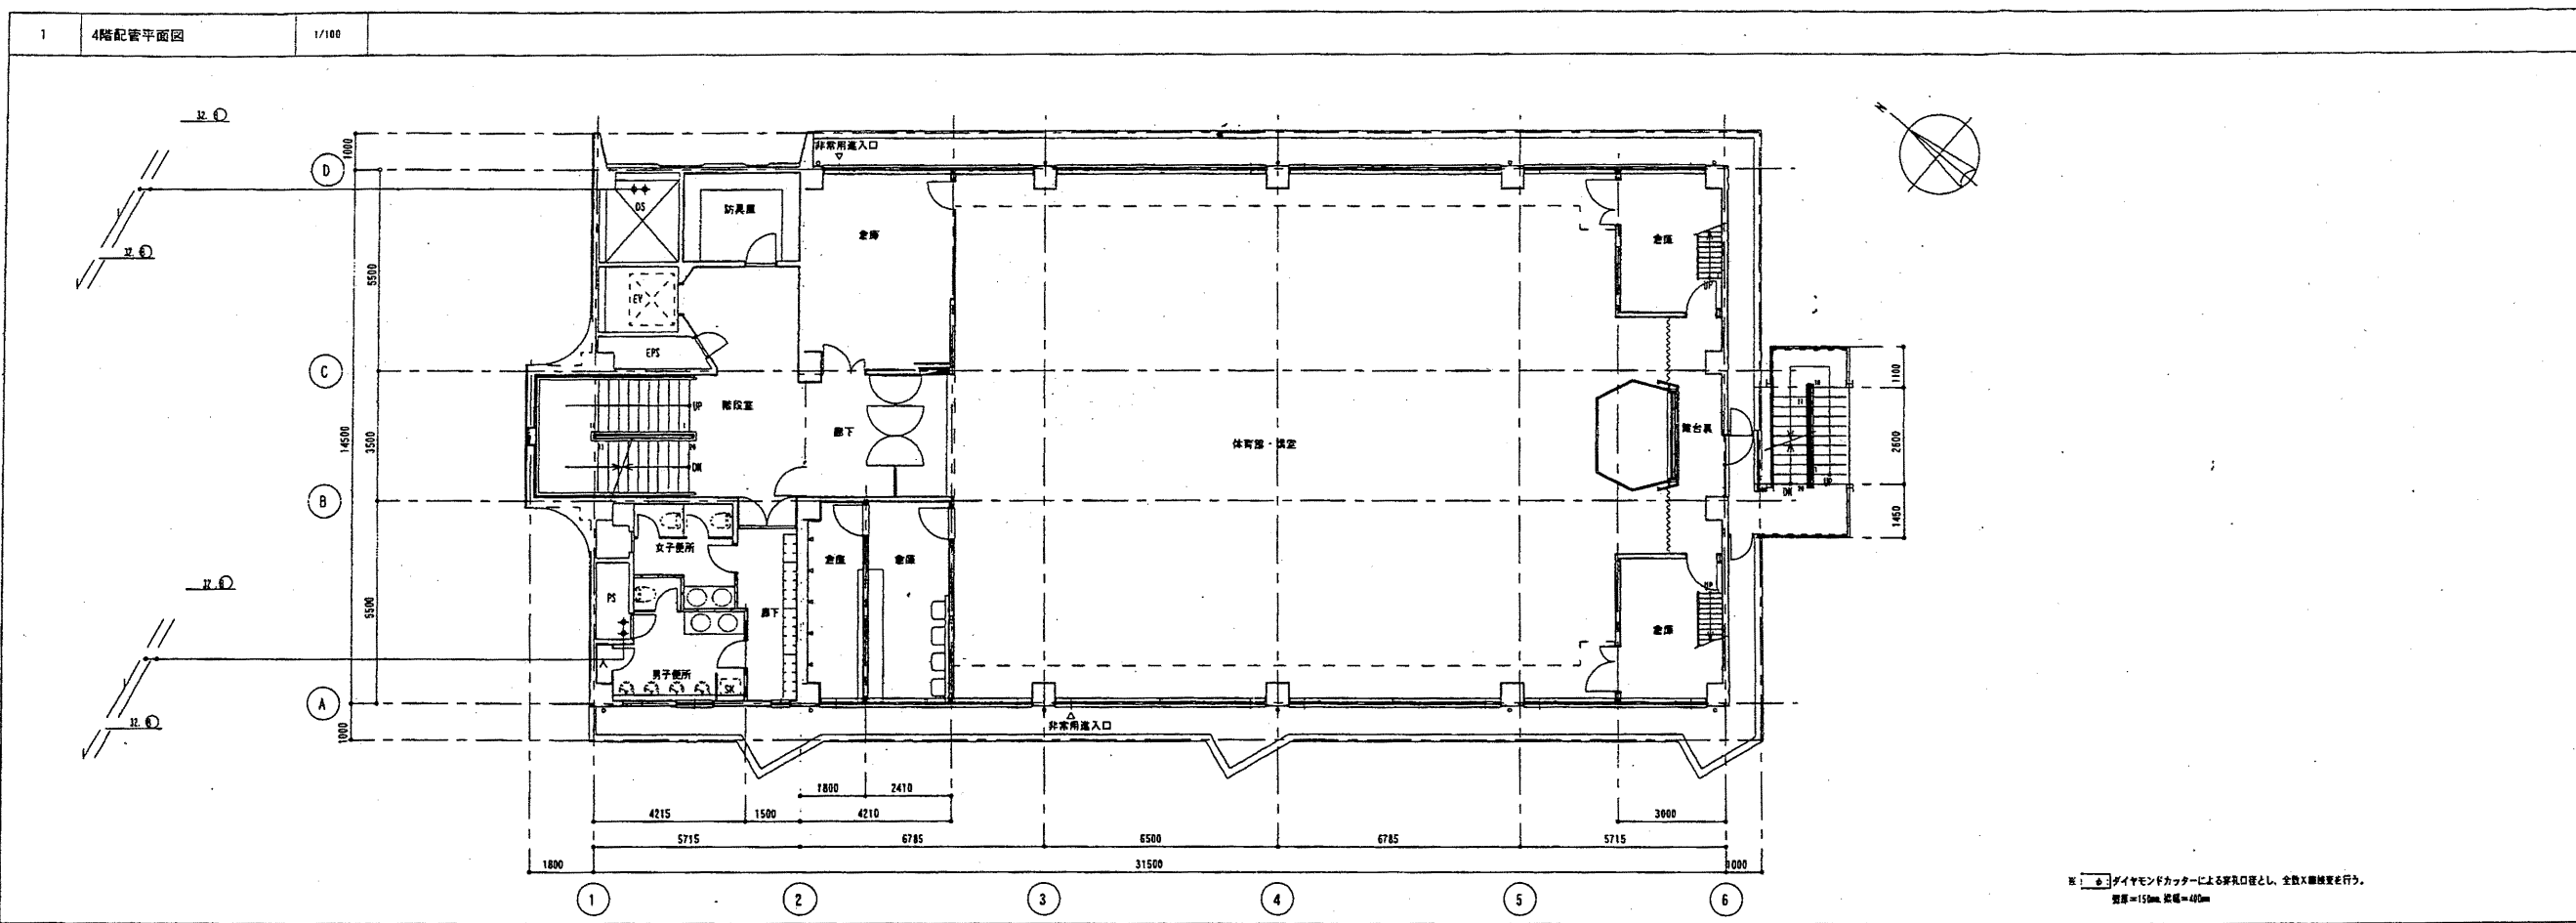 1
4階配管平面図
1/100
D
C
B
A
1000
5500
3500
5500
1000
14500
非常用進入口
DS
防具庫
倉庫
倉庫
EV
EPS
UP
階段室
UP
廊下
体育館・講堂
舞台裏
DN
DN
UP
女子便所
倉庫
倉庫
PS
廊下
UP
倉庫
男子便所
SK
非常用進入口
1100
2600
1450
N
1800
2410
4215
1500
4210
3000
5715
6785
6500
6785
5715
1800
31500
1000
1
2
3
4
5
6
ダイヤモンドカッターによる穿孔口径とし、全数X線検査を行う。
壁厚=150mm 梁幅=400mm